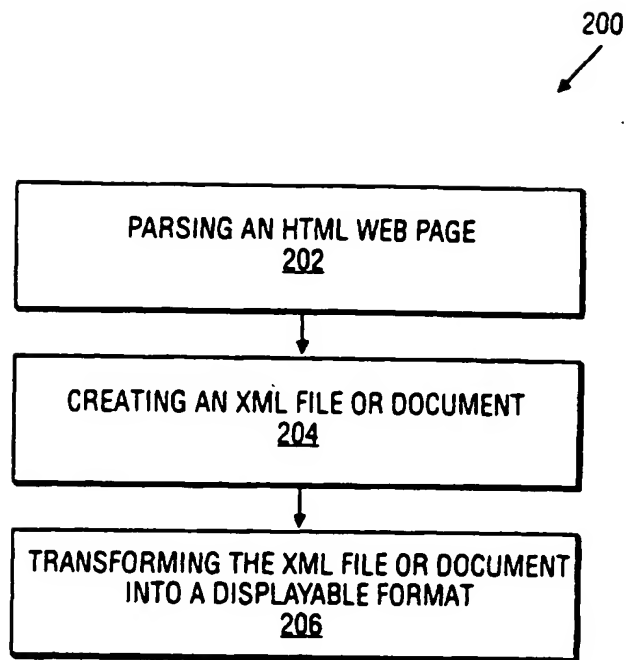 200
PARSING AN HTML WEB PAGE
202
CREATING AN XML FILE OR DOCUMENT
204
TRANSFORMING THE XML FILE OR DOCUMENT
INTO A DISPLAYABLE FORMAT
206